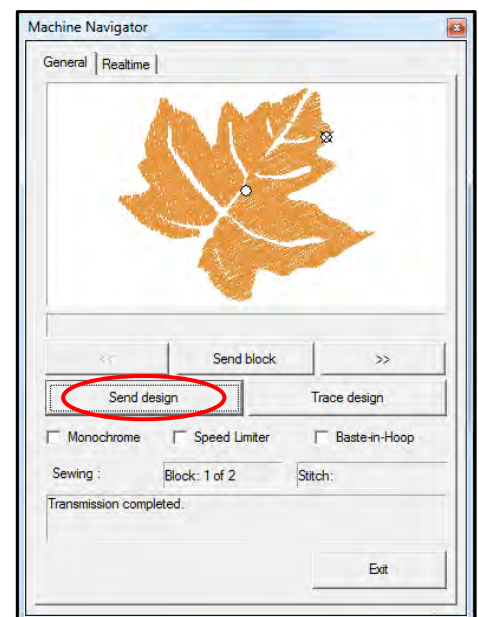 Machine Navigator
General Realtime
<< Send block >>
Send design Trace design
Monochrome Speed Limiter Baste-in-Hoop
Sewing : Block: 1 of 2 Stitch:
Transmission completed.
Exit